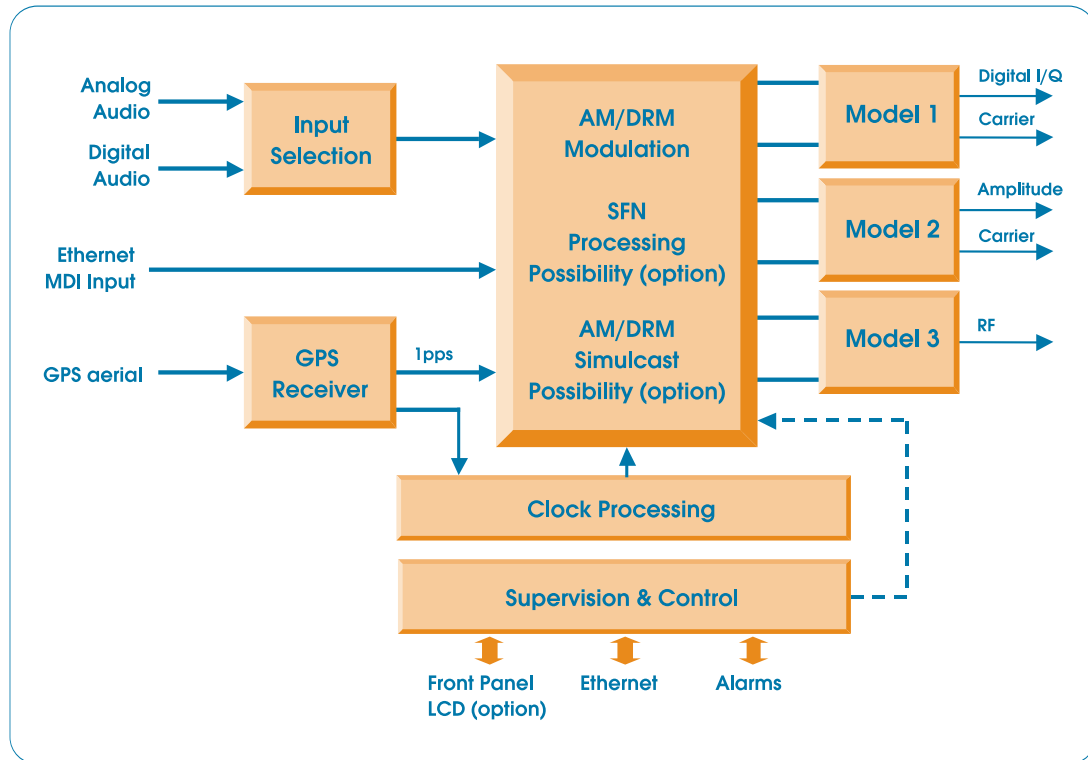 Analog
Audio
Digital
Audio
Input
Selection
Ethernet
MDI Input
GPS aerial
GPS
Receiver
1pps
AM/DRM
Modulation
SFN
Processing
Possibility (option)
AM/DRM
Simulcast
Possibility (option)
Model 1
Digital I/Q
Carrier
Model 2
Amplitude
Carrier
Model 3
RF
Clock Processing
Supervision & Control
Front Panel
LCD (option)
Ethernet
Alarms